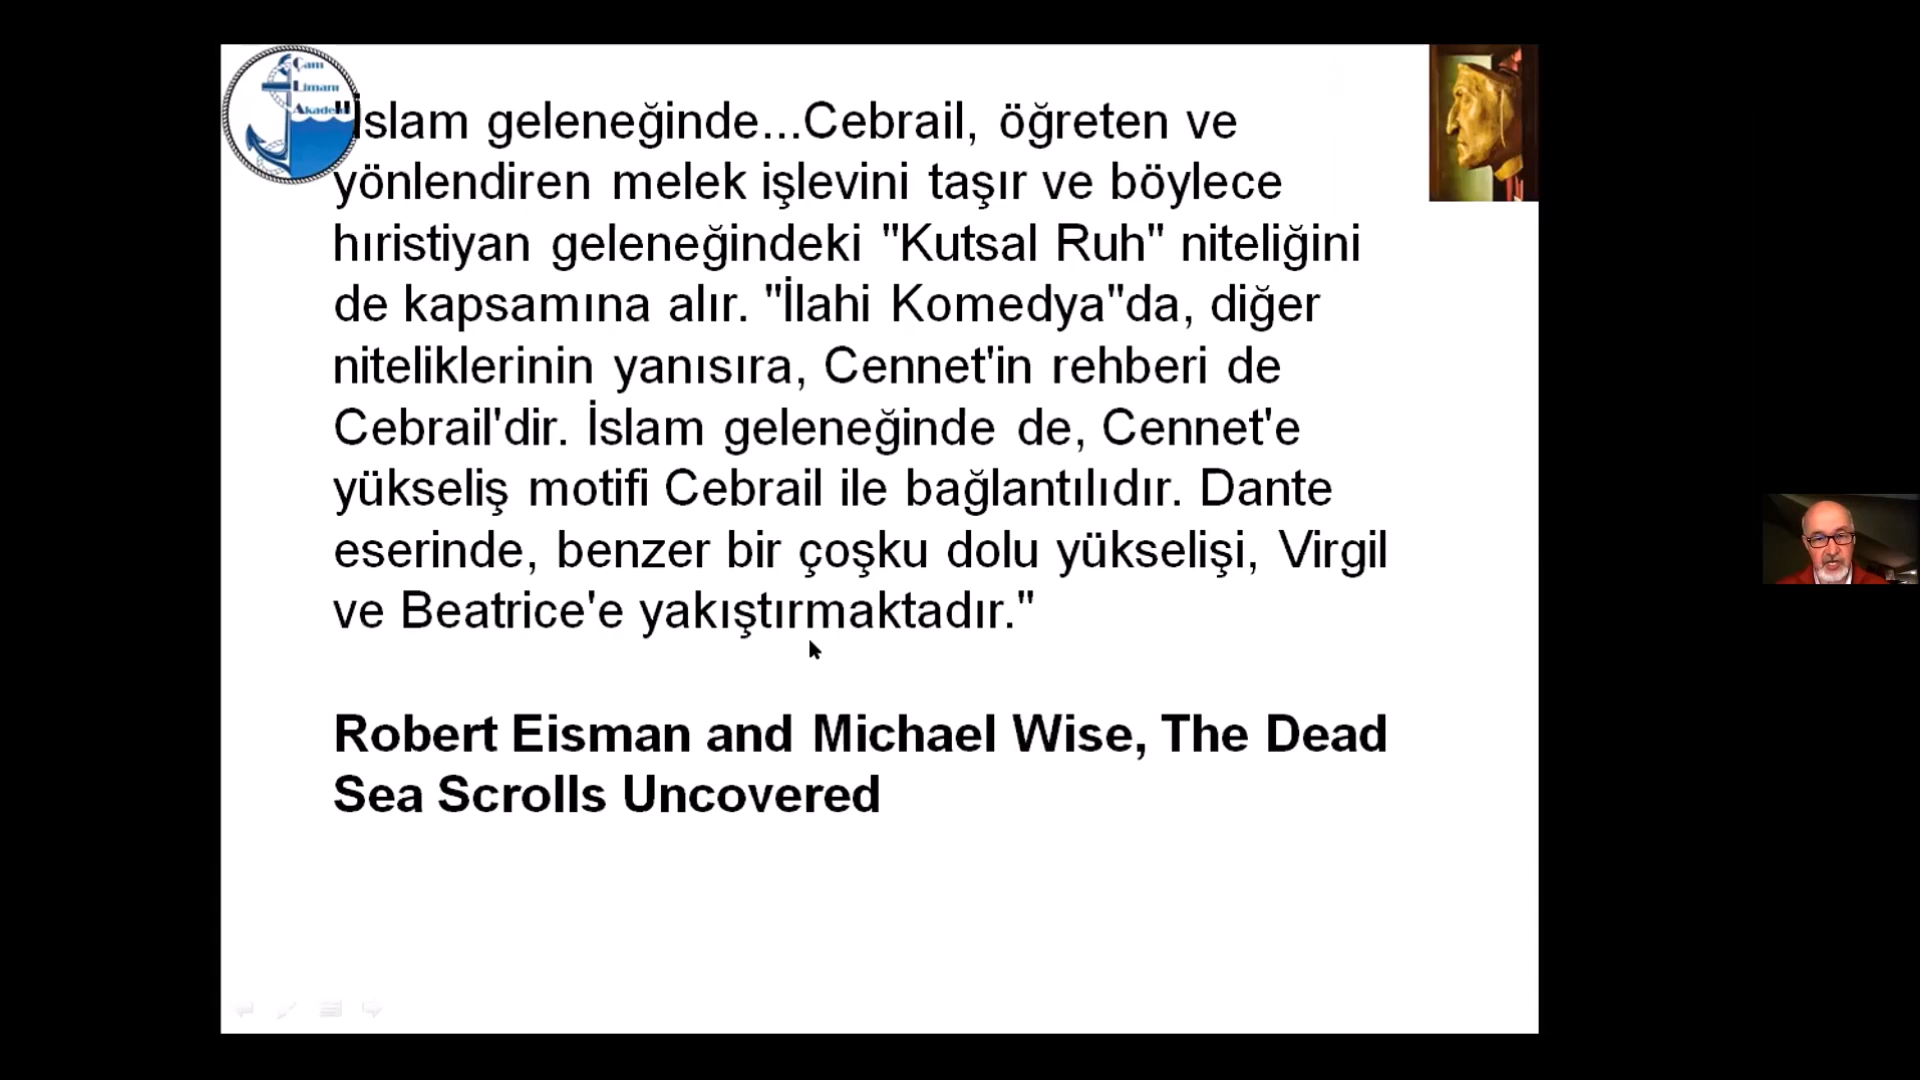 Çam
Limanı
Akademi
"İslam geleneğinde...Cebrail, öğreten ve
yönlendiren melek işlevini taşır ve böylece
hıristiyan geleneğindeki "Kutsal Ruh" niteliğini
de kapsamına alır. "İlahi Komedya"da, diğer
niteliklerinin yanısıra, Cennet'in rehberi de
Cebrail'dir. İslam geleneğinde de, Cennet'e
yükseliş motifi Cebrail ile bağlantılıdır. Dante
eserinde, benzer bir çoşku dolu yükselişi, Virgil
ve Beatrice'e yakıştırmaktadır."
Robert Eisman and Michael Wise, The Dead
Sea Scrolls Uncovered